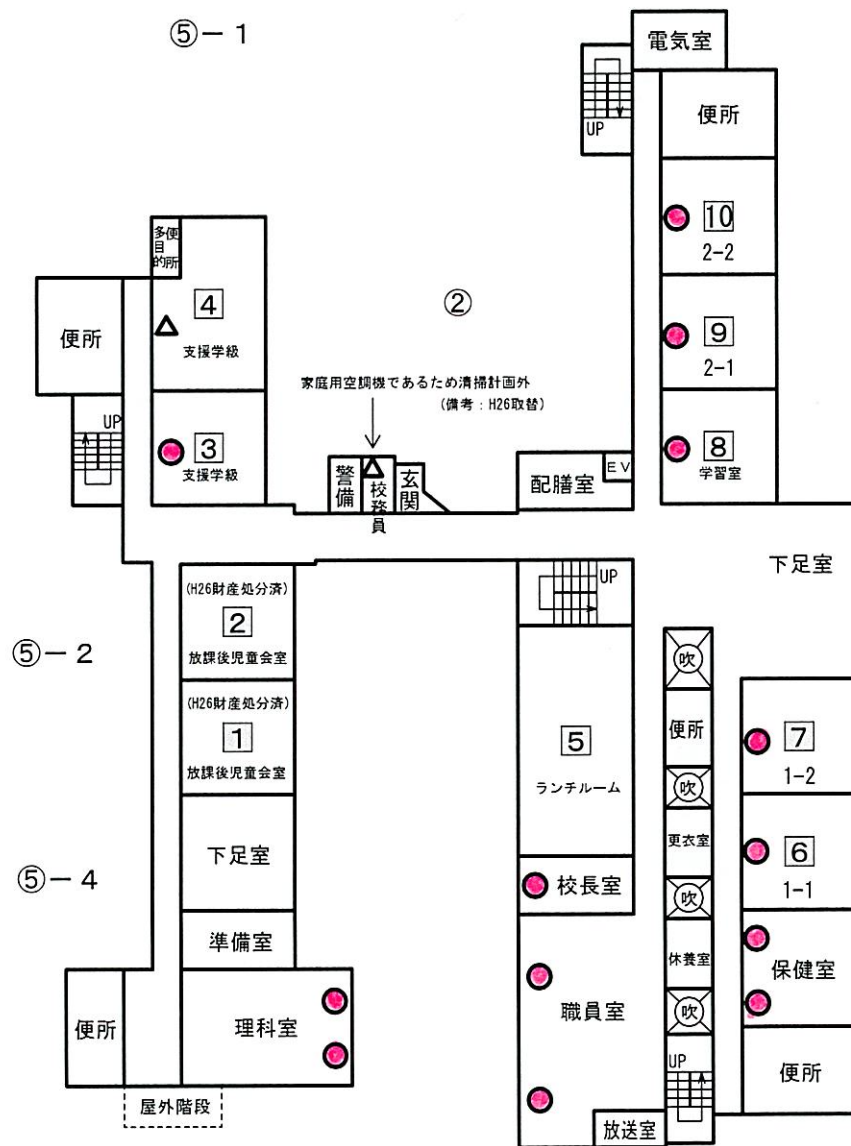 ⑤-1
電気室
UP
便所
10
2-2
多目的
便所
4
支援学級
便所
②
9
2-1
家庭用空調機であるため清掃計画外
(備考:H26取替)
UP
3
支援学級
8
学習室
警備
校務員
玄関
配膳室
EV
下足室
(H26財産処分済)
2
放課後児童会室
UP
⑤-2
吹
(H26財産処分済)
1
放課後児童会室
5
ランチルーム
便所
7
1-2
吹
下足室
更衣室
6
1-1
⑤-4
校長室
吹
準備室
休養室
保健室
便所
理科室
職員室
吹
屋外階段
UP
便所
放送室